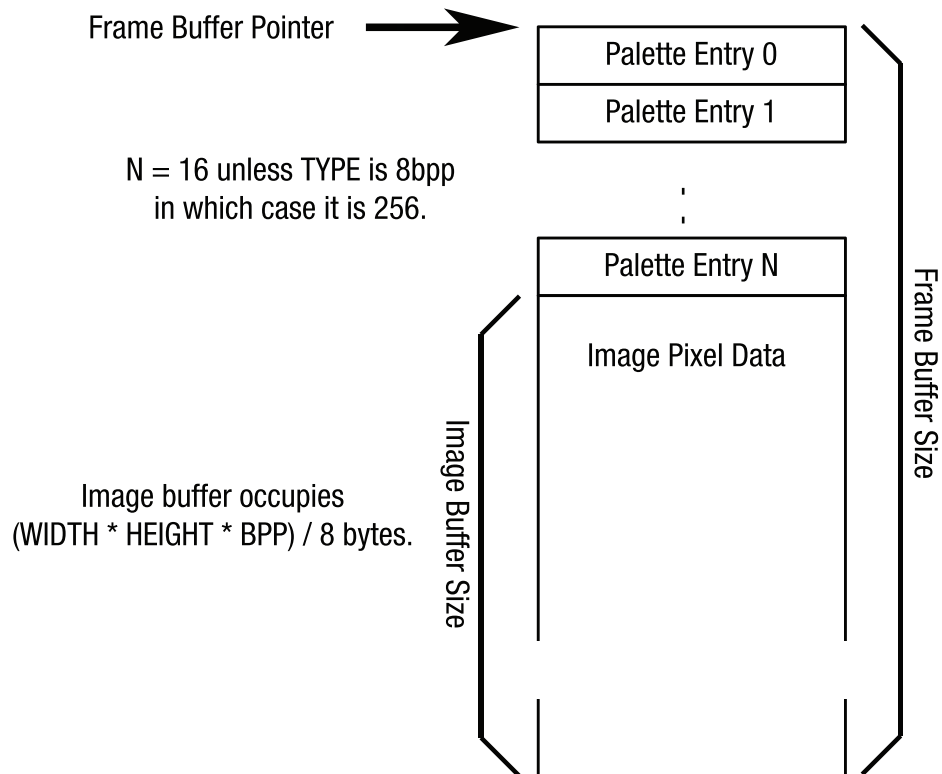 Frame Buffer Pointer
Palette Entry 0
Palette Entry 1
N = 16 unless TYPE is 8bpp
in which case it is 256.
Palette Entry N
Image Pixel Data
Frame Buffer Size
Image Buffer Size
Image buffer occupies
(WIDTH * HEIGHT * BPP) / 8 bytes.